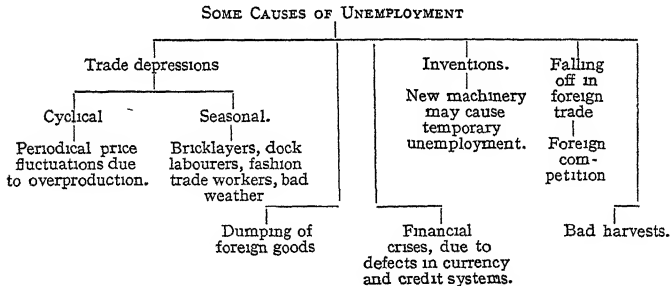 SOME CAUSES OF UNEMPLOYMENT
Trade depressions
Cyclical
Periodical price
fluctuations due
to overproduction.
Seasonal.
Bricklayers, dock
labourers, fashion
trade workers, bad
weather
Dumping of
foreign goods
Financial
crises, due to
defects in currency
and credit systems.
Inventions.
New machinery
may cause
temporary
unemployment.
Falling
off in
foreign
trade
Foreign
com-
petition
Bad harvests.